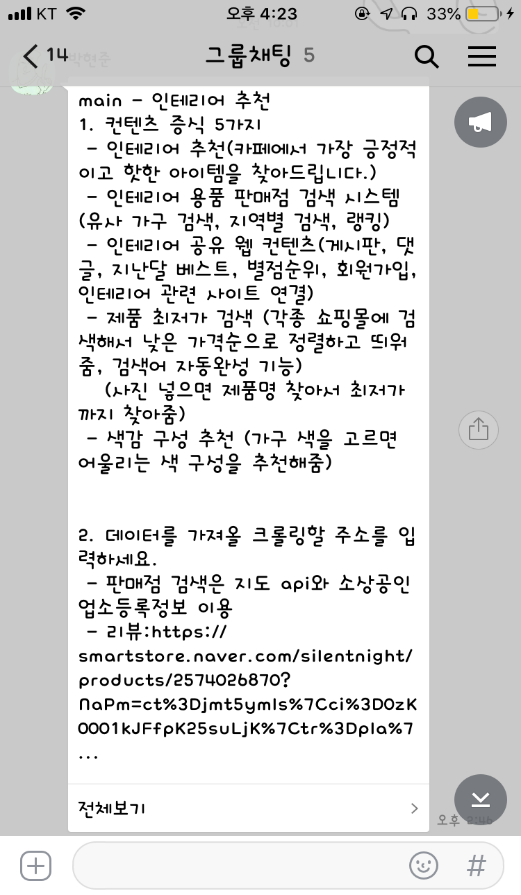 KT 오후 4:23 33%
14 그룹채팅 5
박현준
main - 인테리어 추천
1. 컨텐츠 증식 5가지
- 인테리어 추천(카페에서 가장 긍정적
이고 핫한 아이템을 찾아드립니다.)
- 인테리어 용품 판매점 검색 시스템
(유사 가구 검색, 지역별 검색, 랭킹)
- 인테리어 공유 웹 컨텐츠(게시판, 댓
글, 지난달 베스트, 별점순위, 회원가입,
인테리어 관련 사이트 연결)
- 제품 최저가 검색 (각종 쇼핑몰에 검
색해서 낮은 가격순으로 정렬하고 띄워
줌, 검색어 자동완성 기능)
(사진 넣으면 제품명 찾아서 최저가
까지 찾아줌)
- 색감 구성 추천 (가구 색을 고르면
어울리는 색 구성을 추천해줌)
2. 데이터를 가져올 크롤링할 주소를 입
력하세요.
- 판매점 검색은 지도 api와 소상공인
업소등록정보 이용
- 리뷰:https://
smartstore.naver.com/silentnight/
products/2574026870?
NaPm=ct%3Djmt5ymls%7Cci%3D0zK
0001kJFfpK25suLjK%7Ctr%3Dpla%7
...
전체보기
오후 2:46
#